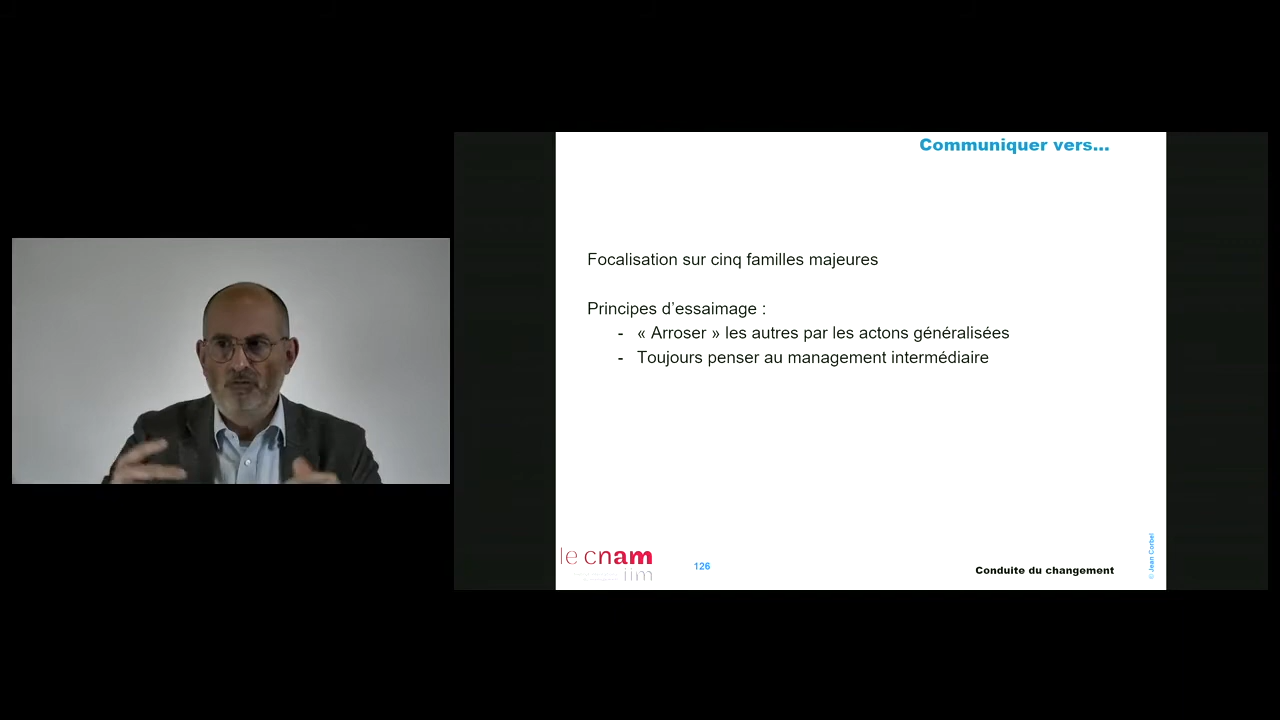 Communiquer vers...
Focalisation sur cinq familles majeures
Principes d’essaimage :
- « Arroser » les autres par les actons généralisées
- Toujours penser au management intermédiaire
le cnam
iim
126
Conduite du changement
© Jean Corbel